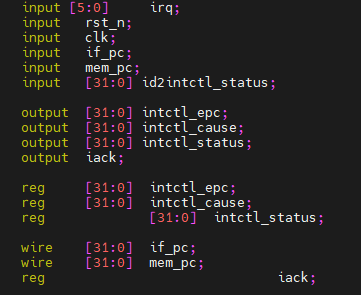 input [5:0] irq;
input rst_n;
input clk;
input if_pc;
input mem_pc;
input [31:0] id2intctl_status;
output [31:0] intctl_epc;
output [31:0] intctl_cause;
output [31:0] intctl_status;
output iack;
reg [31:0] intctl_epc;
reg [31:0] intctl_cause;
reg [31:0] intctl_status;
wire [31:0] if_pc;
wire [31:0] mem_pc;
reg iack;